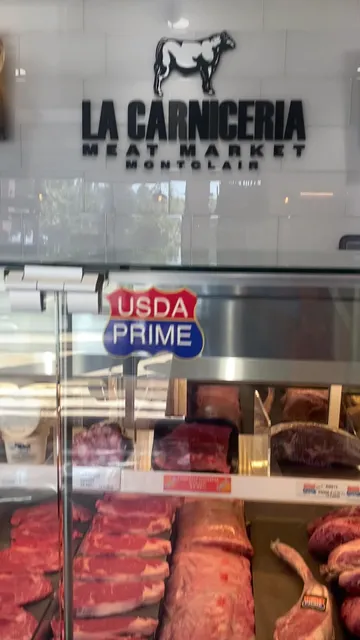 LA CARNICERIA
MEAT MARKET
MONTCLAIR
USDA
PRIME